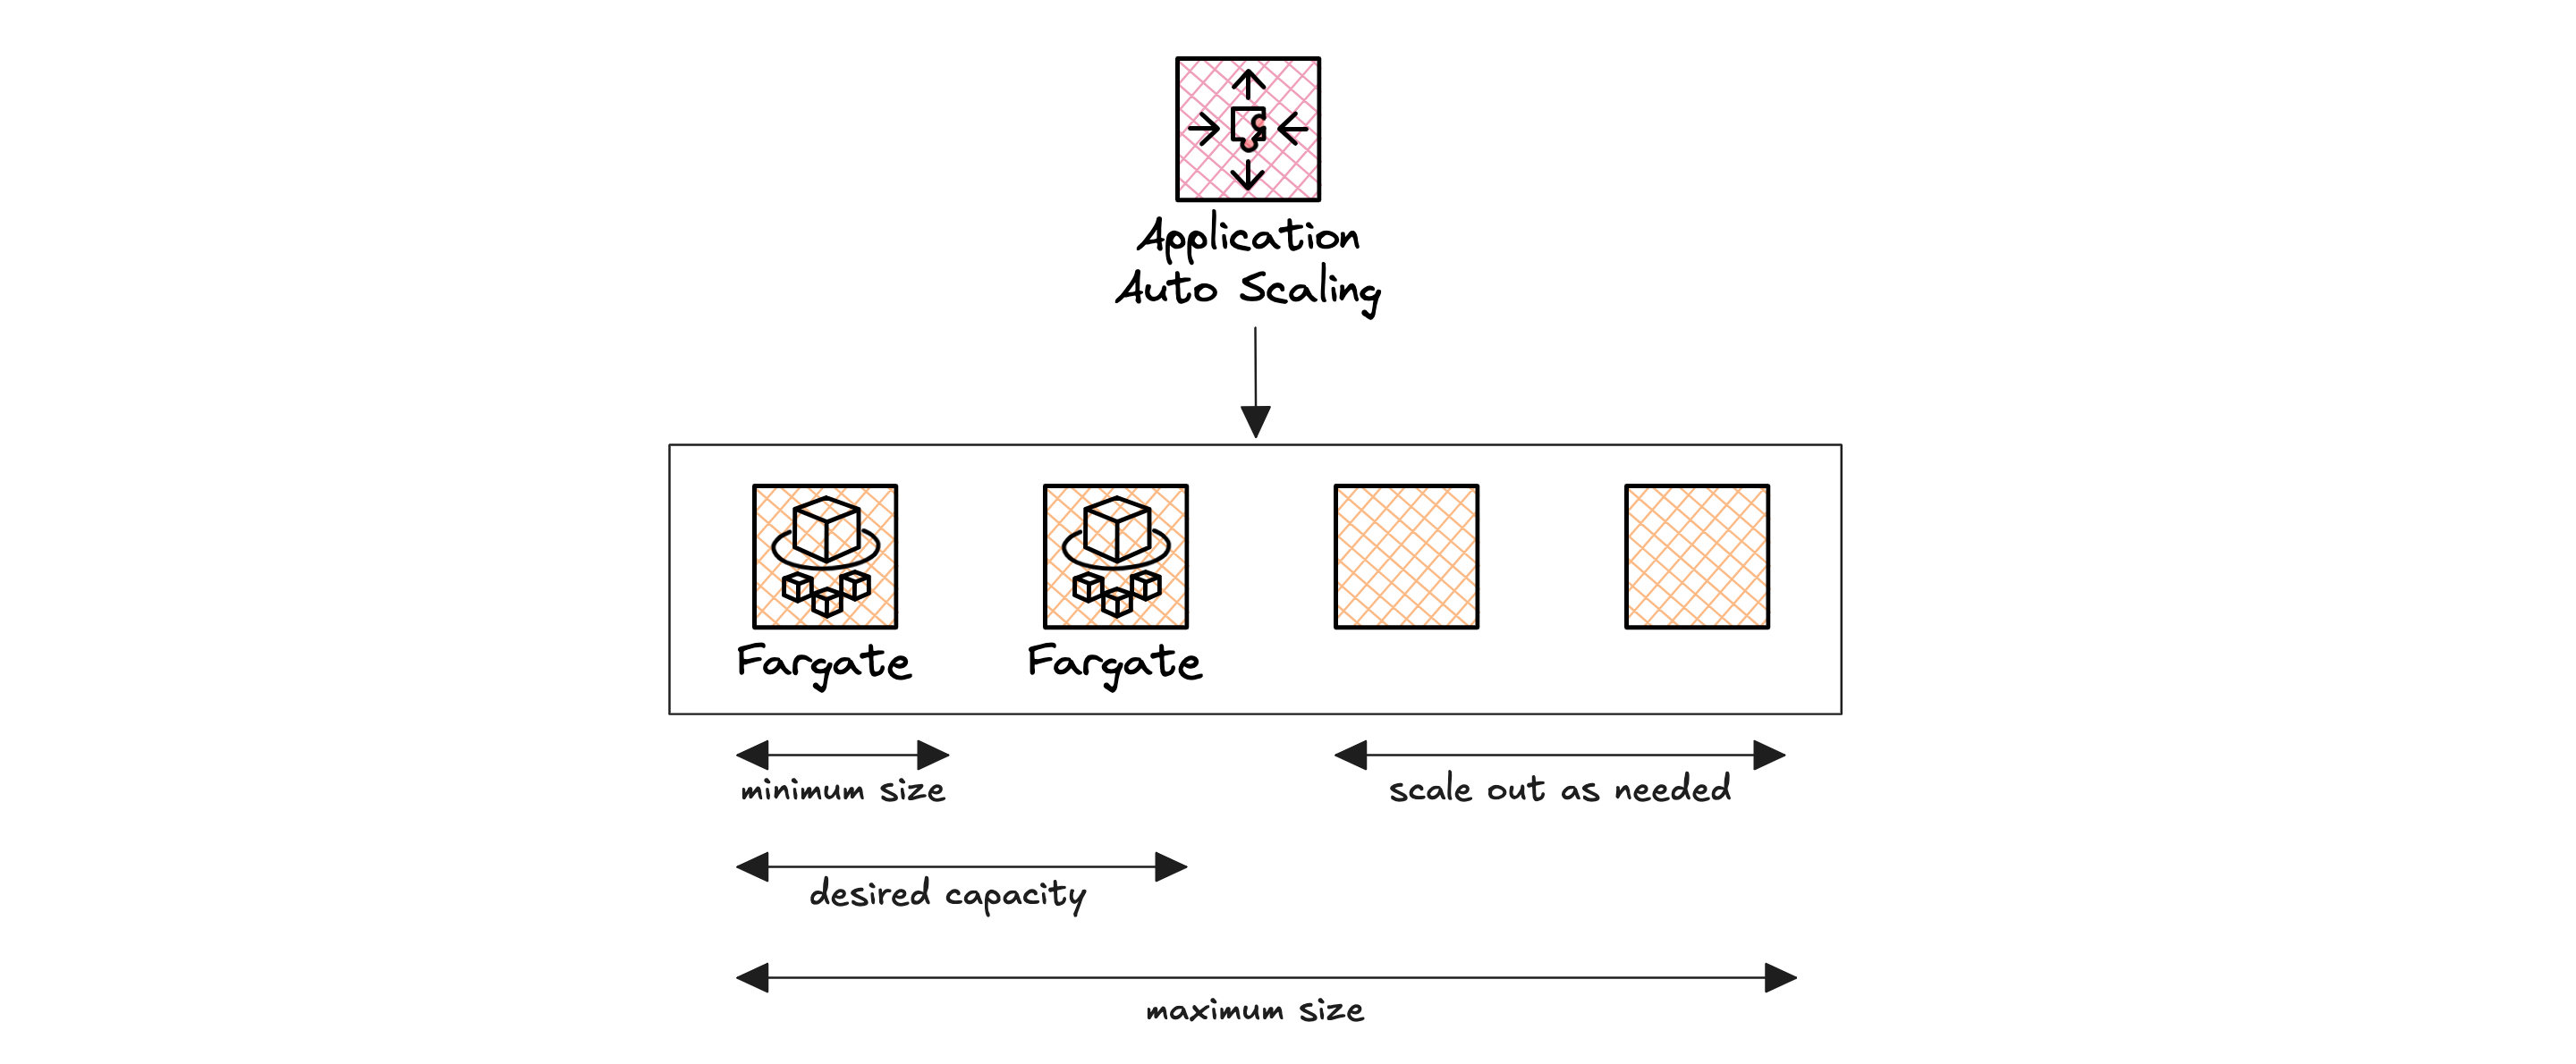 Application
Auto Scaling
Fargate
Fargate
minimum size
scale out as needed
desired capacity
maximum size